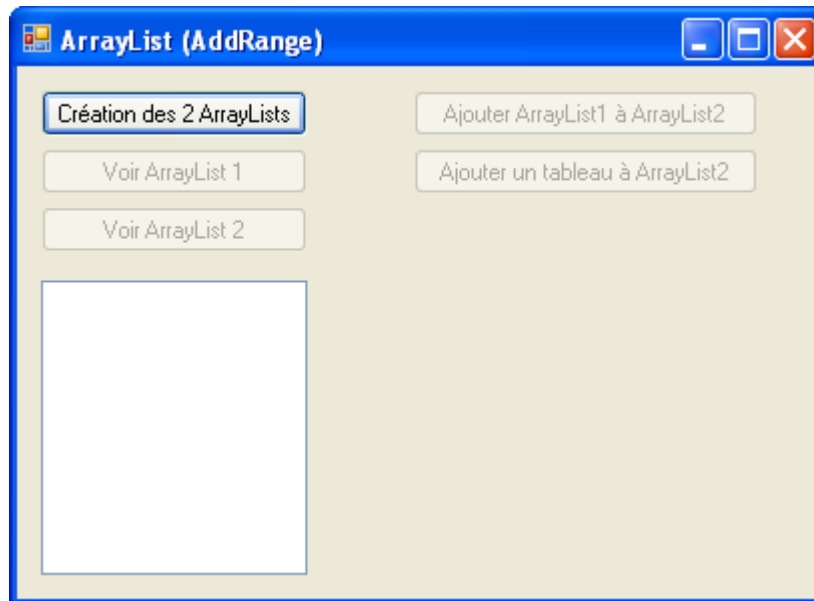 ArrayList (AddRange)
Création des 2 ArrayLists
Ajouter ArrayList1 à ArrayList2
Voir ArrayList 1
Ajouter un tableau à ArrayList2
Voir ArrayList 2